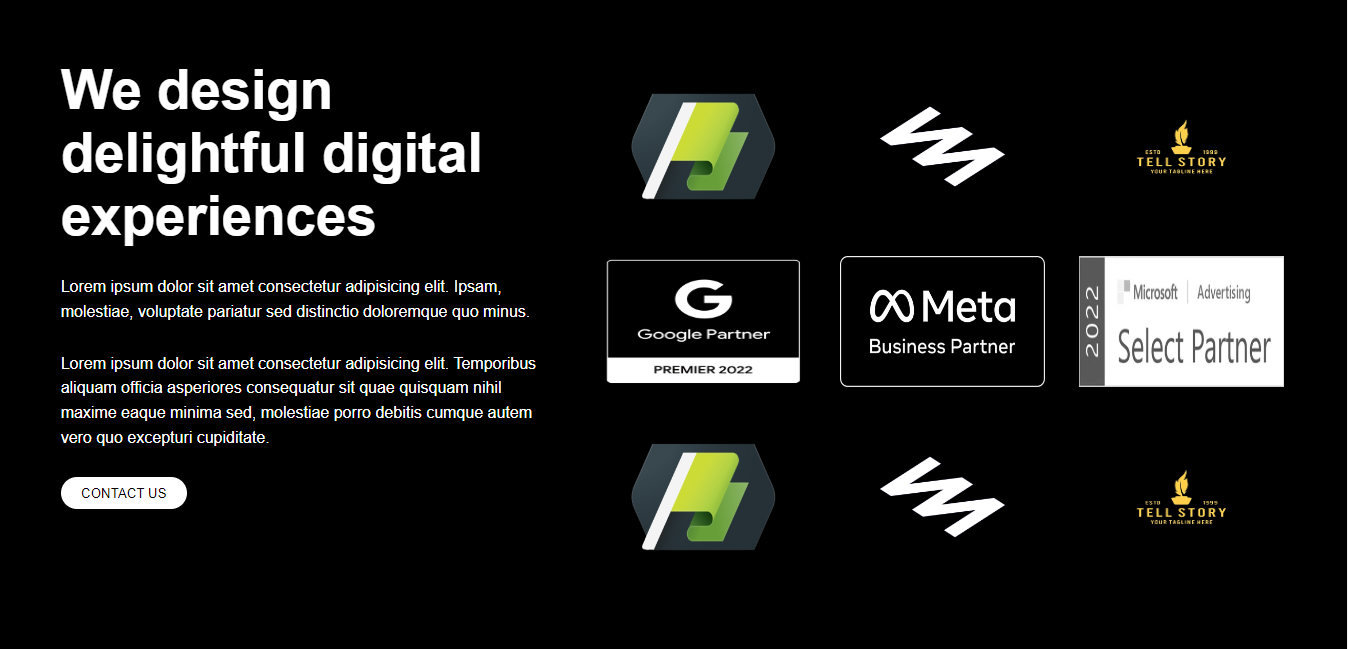 We design
delightful digital
experiences
Lorem ipsum dolor sit amet consectetur adipisicing elit. Ipsam,
molestiae, voluptate pariatur sed distinctio doloremque quo minus.
Lorem ipsum dolor sit amet consectetur adipisicing elit. Temporibus
aliquam officia asperiores consequatur sit quae quisquam nihil
maxime eaque minima sed, molestiae porro debitis cumque autem
vero quo excepturi cupiditate.
CONTACT US
ESTD 1999
TELL STORY
YOUR TAGLINE HERE
G
Google Partner
PREMIER 2022
Meta
Business Partner
2022
Microsoft Advertising
Select Partner
ESTD 1999
TELL STORY
YOUR TAGLINE HERE